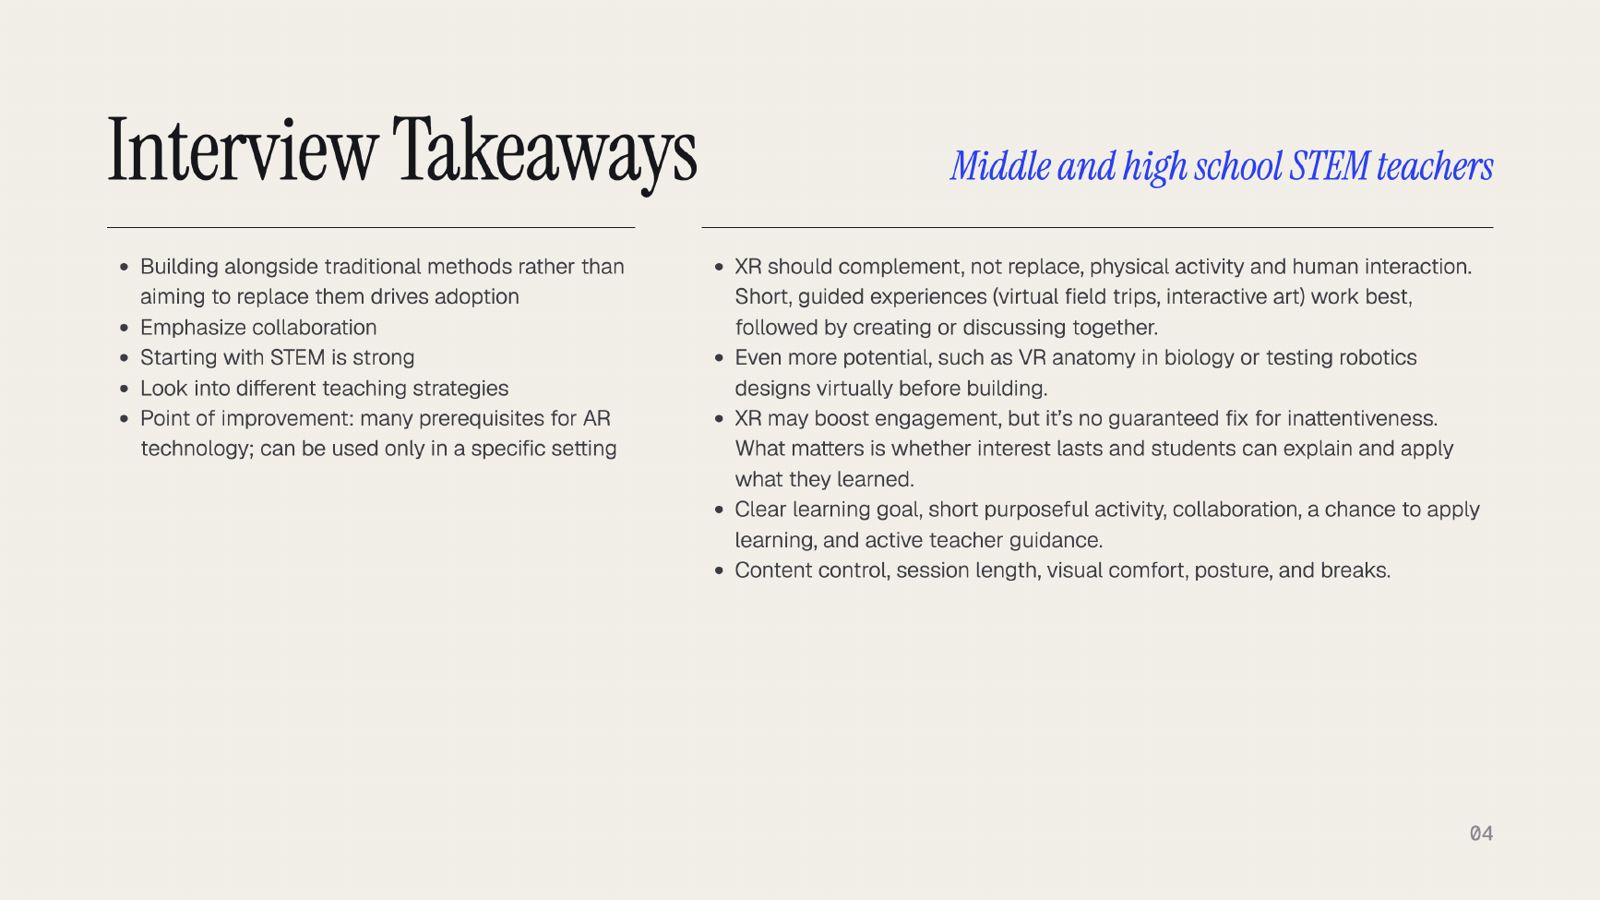 Interview Takeaways
Middle and high school STEM teachers
• Building alongside traditional methods rather than
aiming to replace them drives adoption
• Emphasize collaboration
• Starting with STEM is strong
• Look into different teaching strategies
• Point of improvement: many prerequisites for AR
technology; can be used only in a specific setting
• XR should complement, not replace, physical activity and human interaction.
Short, guided experiences (virtual field trips, interactive art) work best,
followed by creating or discussing together.
• Even more potential, such as VR anatomy in biology or testing robotics
designs virtually before building.
• XR may boost engagement, but it’s no guaranteed fix for inattentiveness.
What matters is whether interest lasts and students can explain and apply
what they learned.
• Clear learning goal, short purposeful activity, collaboration, a chance to apply
learning, and active teacher guidance.
• Content control, session length, visual comfort, posture, and breaks.
04